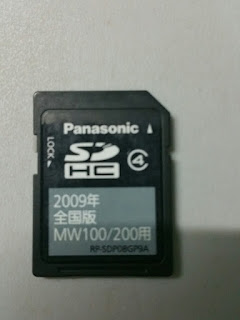 Panasonic
LOCK
SD
HC
4
2009年
全国版
MW100/200用
RP-SDP08GP9A